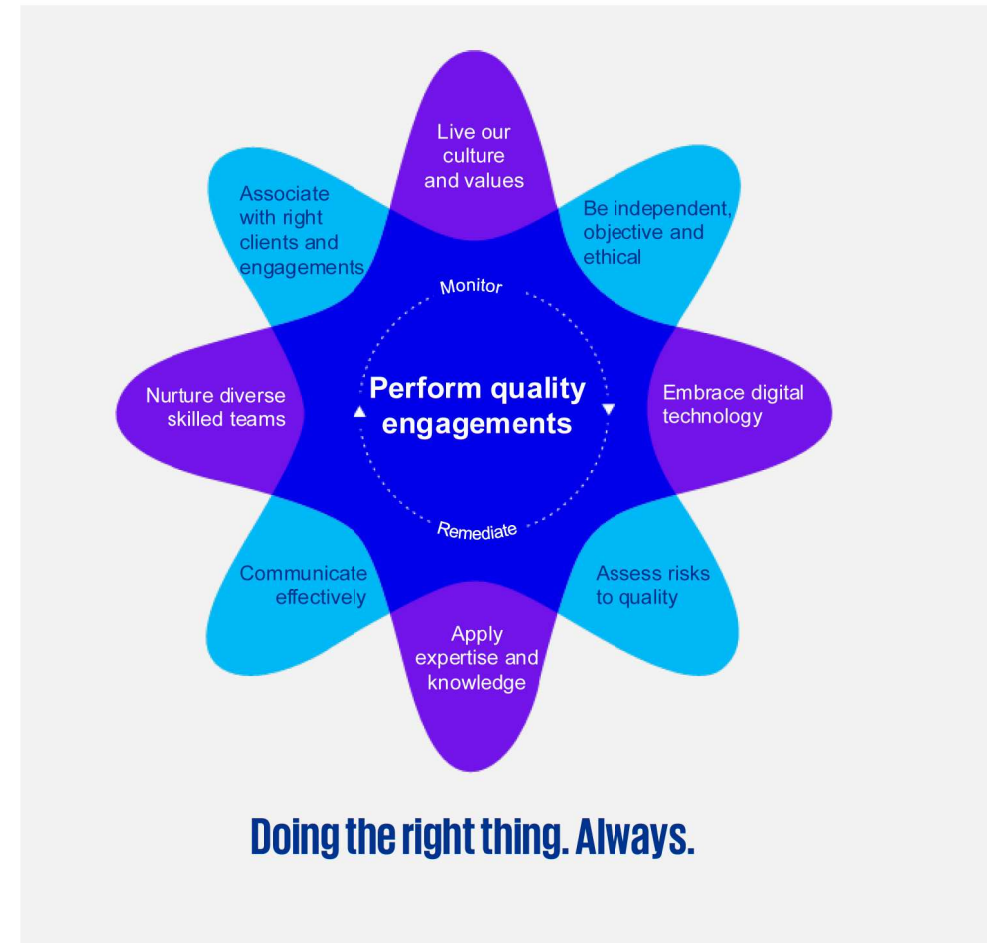 Live our
culture
and values
Associate
with right
clients and
engagements
Be independent,
objective and
ethical
Monitor
Nurture diverse
skilled teams
Perform quality
engagements
Embrace digital
technology
Remediate
Communicate
effectively
Assess risks
to quality
Apply
expertise and
knowledge
Doing the right thing. Always.